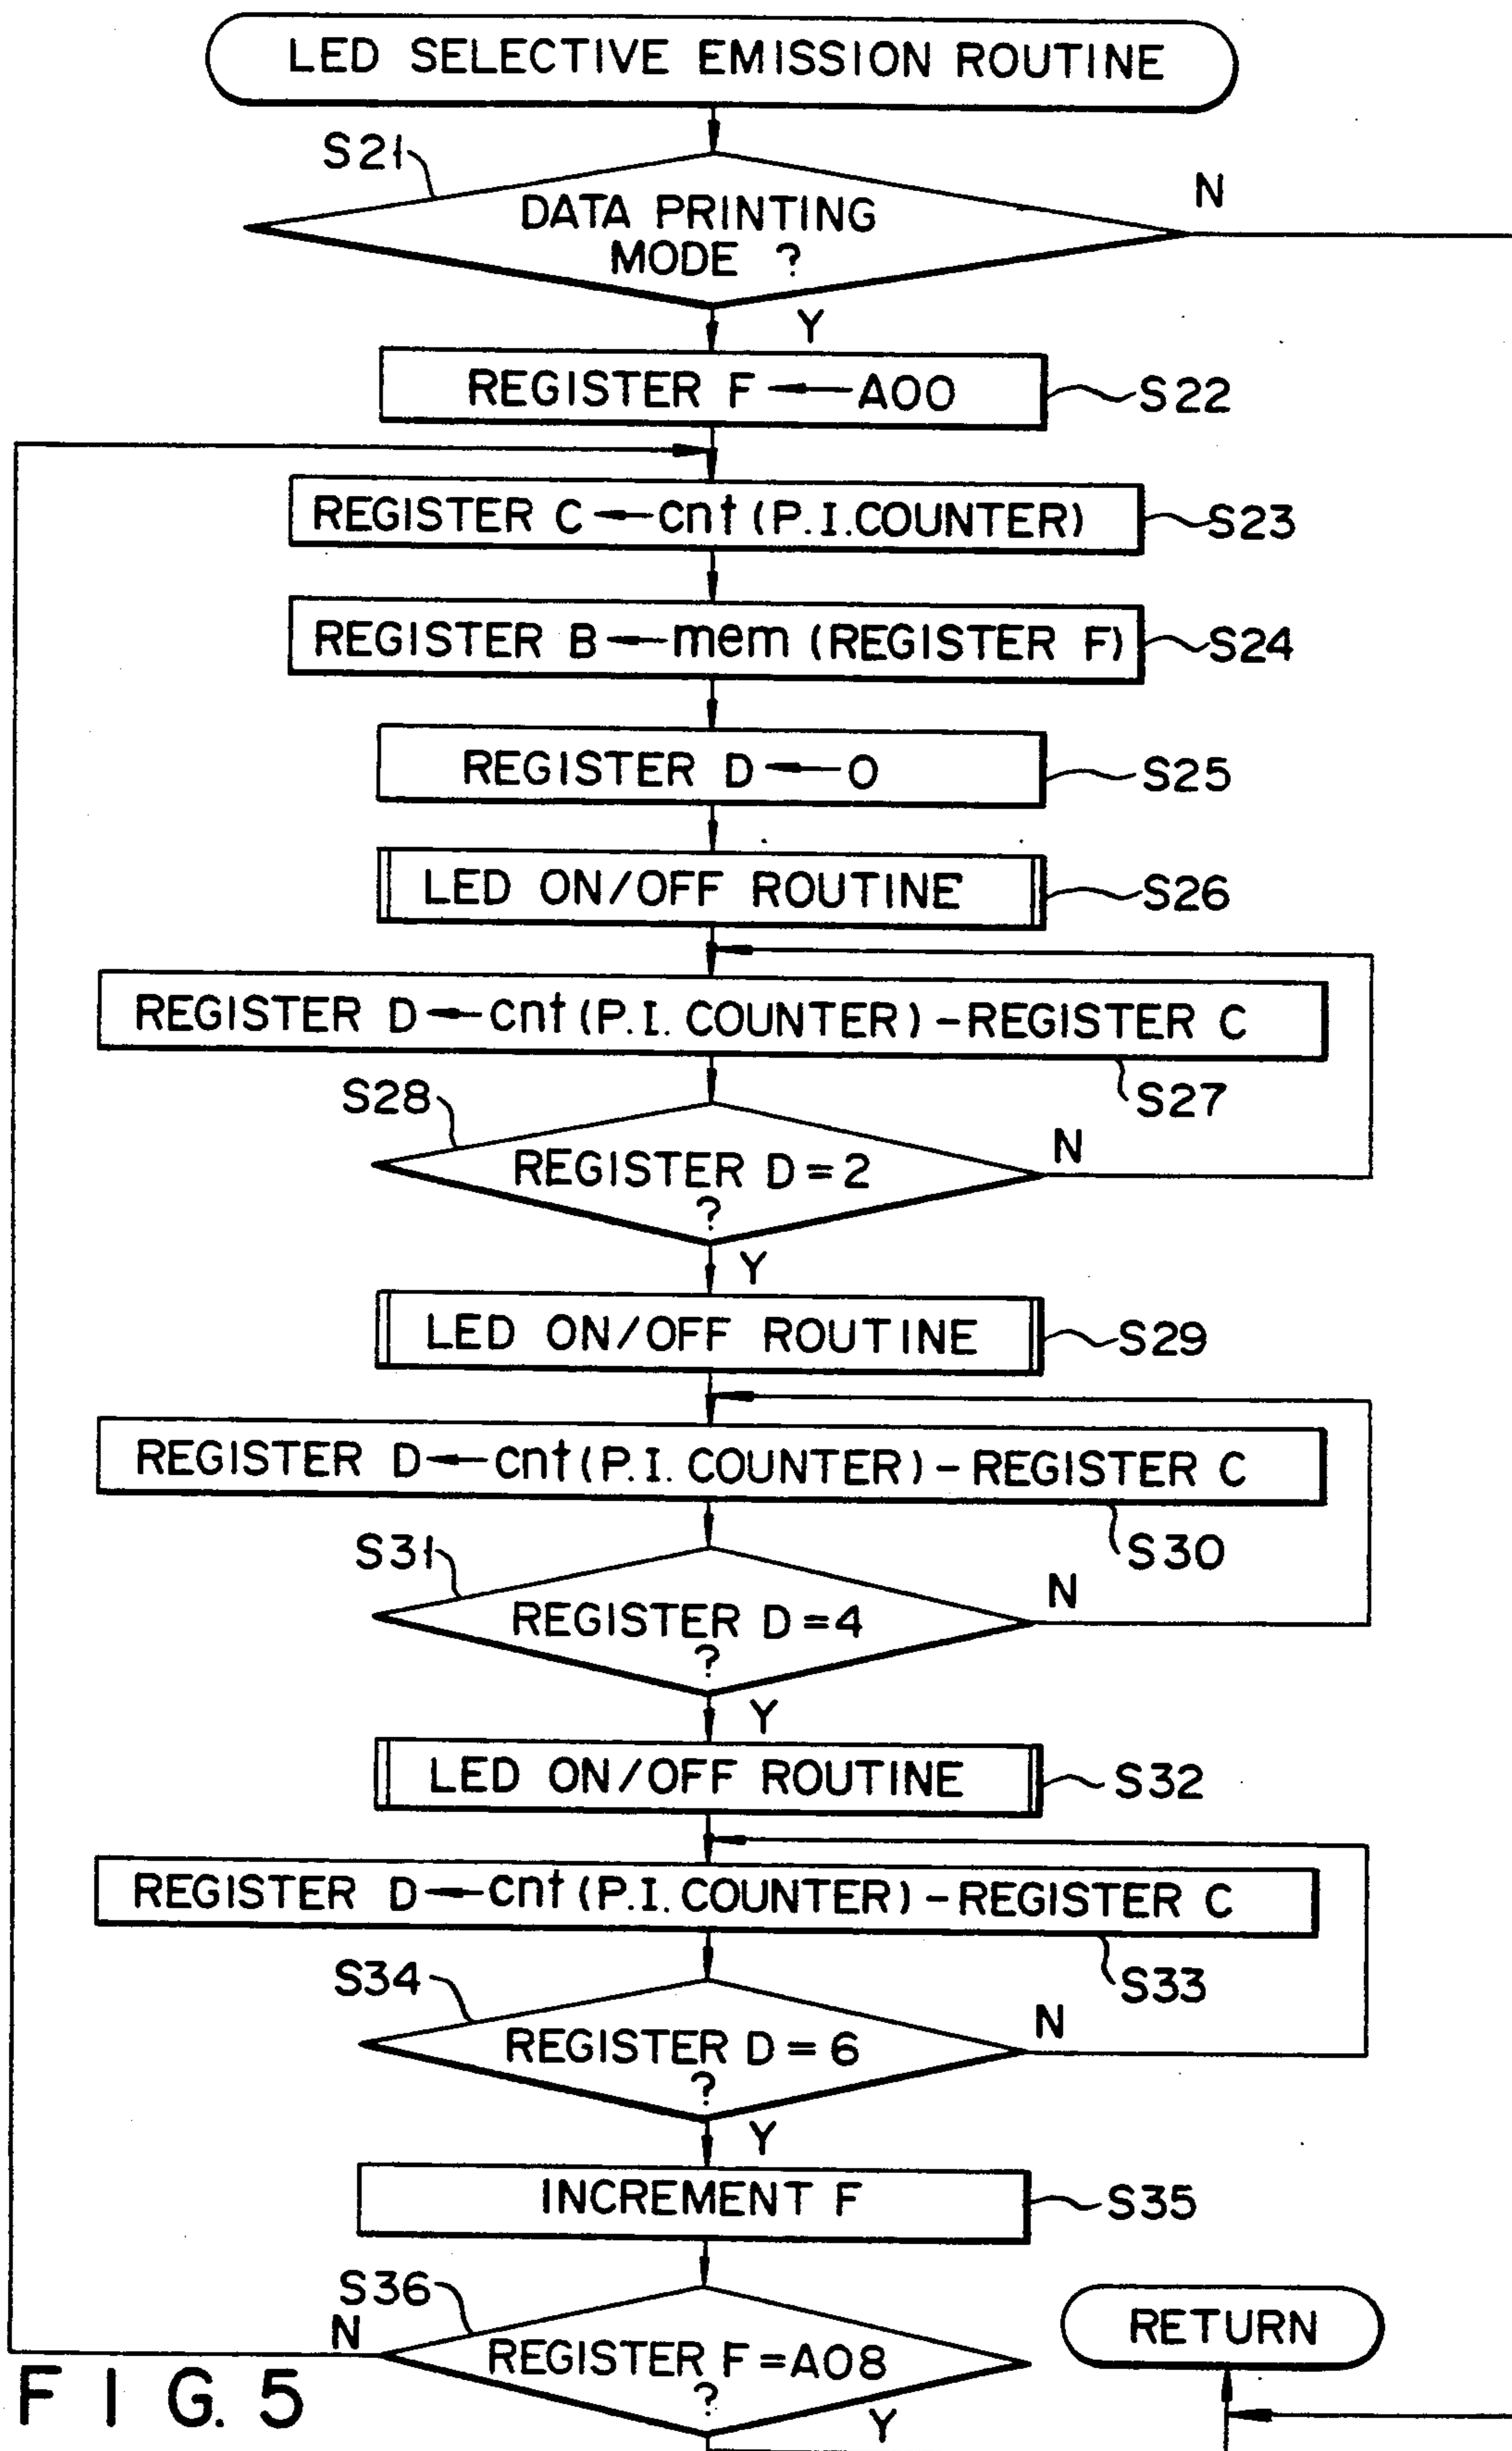 LED SELECTIVE EMISSION ROUTINE
S21
DATA PRINTING
MODE ?
N
Y
REGISTER F ← A00
S22
REGISTER C ← cnt (P.I.COUNTER)
S23
REGISTER B ← mem (REGISTER F)
S24
REGISTER D ← 0
S25
LED ON/OFF ROUTINE
S26
REGISTER D ← cnt (P.I. COUNTER) - REGISTER C
S27
S28
REGISTER D = 2
?
N
Y
LED ON/OFF ROUTINE
S29
REGISTER D ← cnt (P.I. COUNTER) - REGISTER C
S30
S31
REGISTER D = 4
?
N
Y
LED ON/OFF ROUTINE
S32
REGISTER D ← cnt (P.I. COUNTER) - REGISTER C
S33
S34
REGISTER D = 6
?
N
Y
INCREMENT F
S35
S36
N
REGISTER F = A08
?
Y
RETURN
FIG. 5